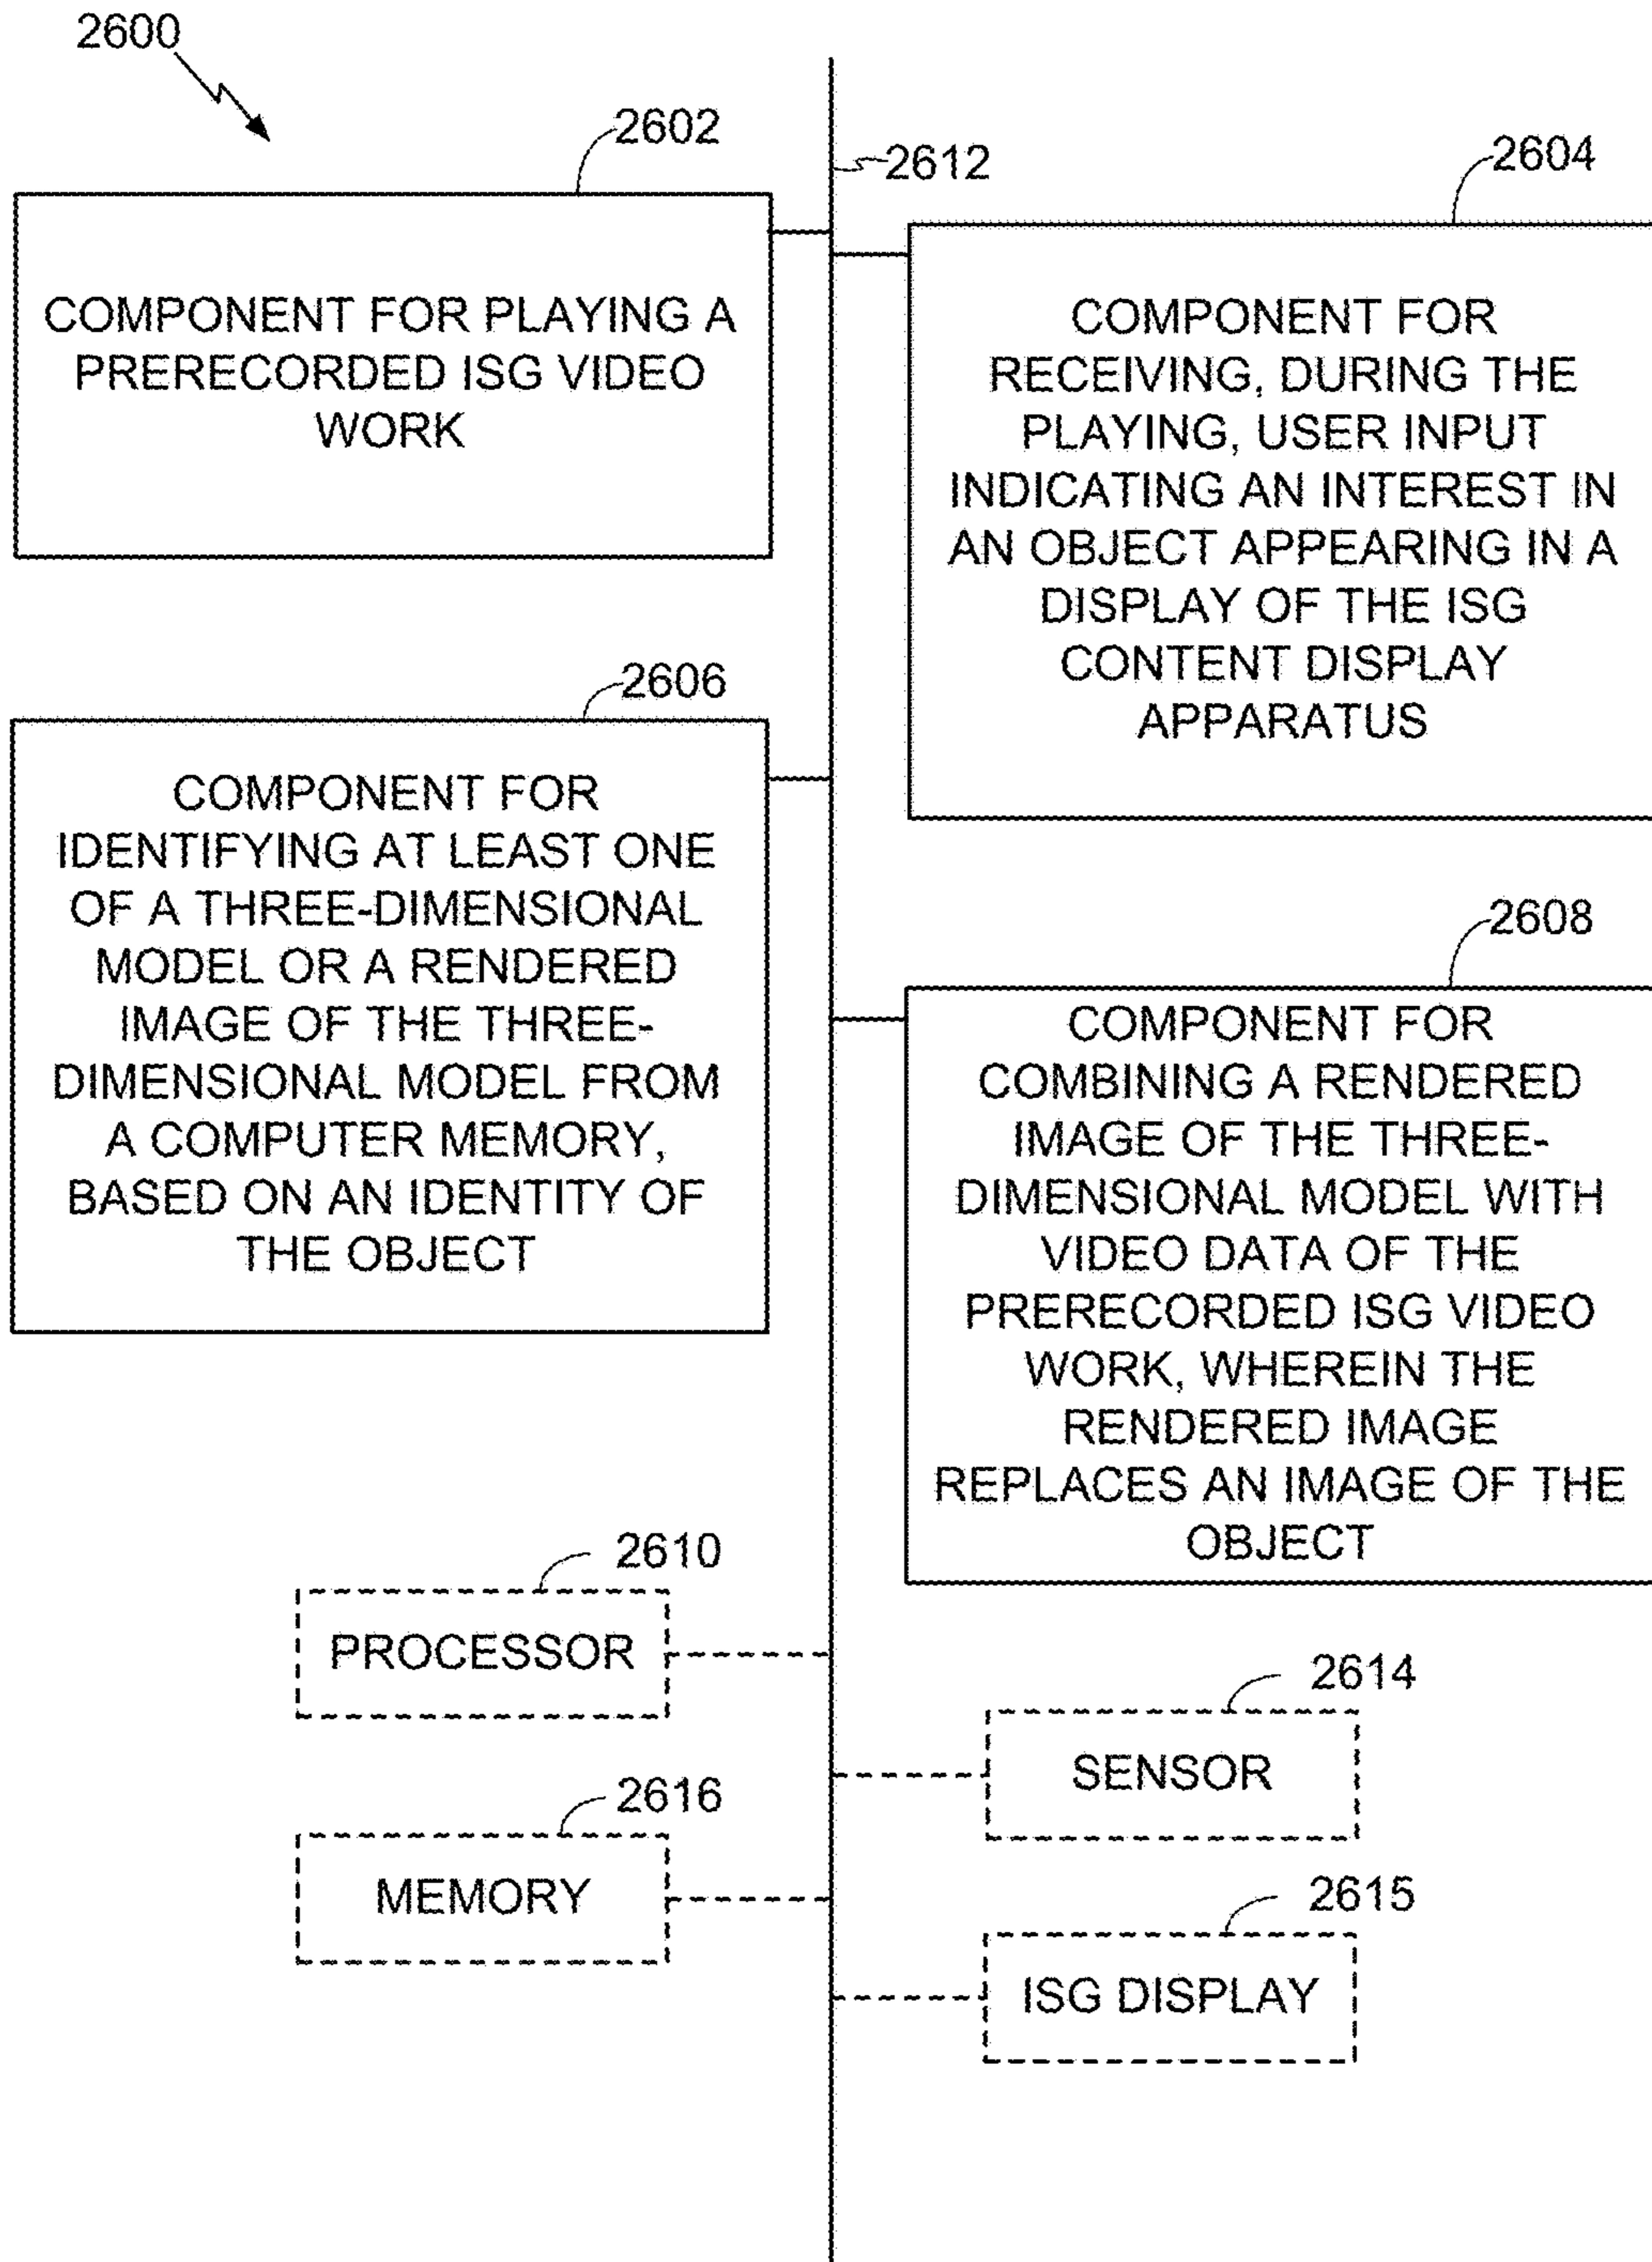 2600
2602
2612
2604
COMPONENT FOR PLAYING A
PRERECORDED ISG VIDEO
WORK
COMPONENT FOR
RECEIVING, DURING THE
PLAYING, USER INPUT
INDICATING AN INTEREST IN
AN OBJECT APPEARING IN A
DISPLAY OF THE ISG
CONTENT DISPLAY
APPARATUS
2606
COMPONENT FOR
IDENTIFYING AT LEAST ONE
OF A THREE-DIMENSIONAL
MODEL OR A RENDERED
IMAGE OF THE THREE-
DIMENSIONAL MODEL FROM
A COMPUTER MEMORY,
BASED ON AN IDENTITY OF
THE OBJECT
2608
COMPONENT FOR
COMBINING A RENDERED
IMAGE OF THE THREE-
DIMENSIONAL MODEL WITH
VIDEO DATA OF THE
PRERECORDED ISG VIDEO
WORK, WHEREIN THE
RENDERED IMAGE
REPLACES AN IMAGE OF THE
OBJECT
2610
PROCESSOR
2614
SENSOR
2616
MEMORY
2615
ISG DISPLAY